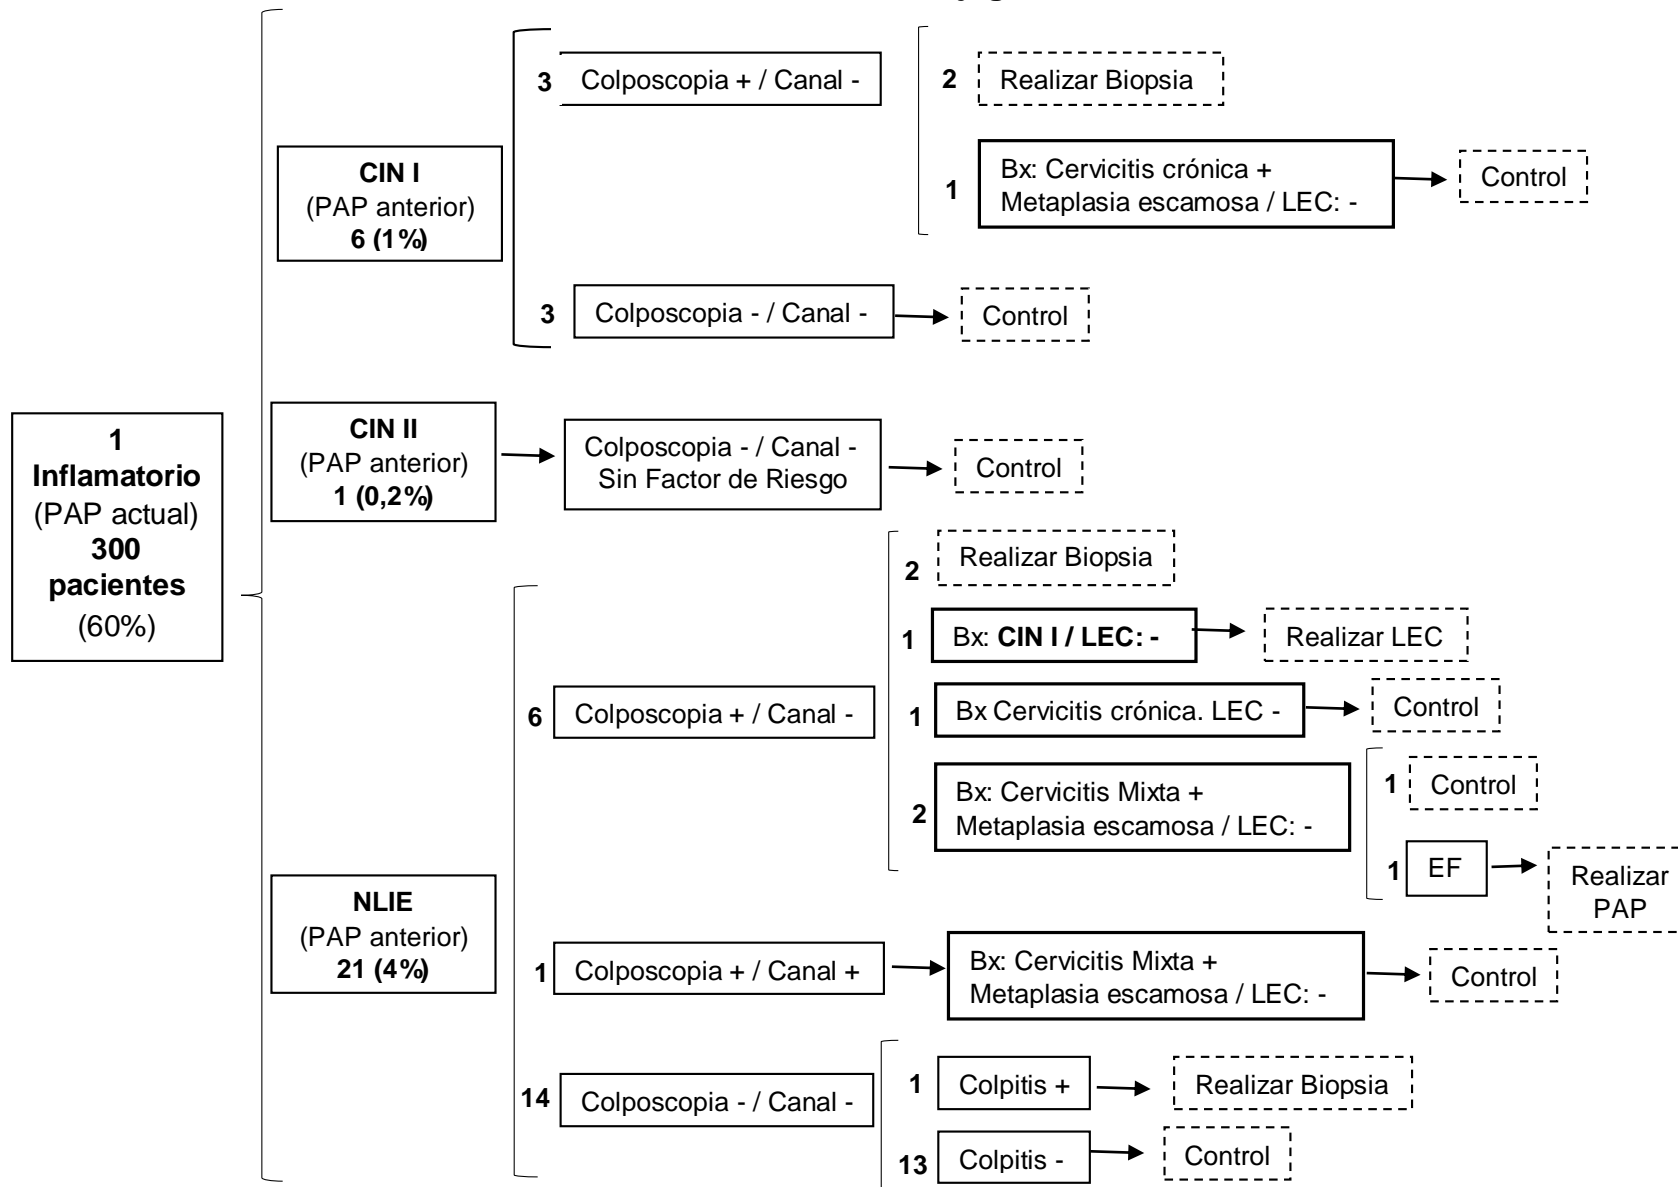 1
Inflamatorio
(PAP actual)
300
pacientes
(60%)
CIN I
(PAP anterior)
6 (1%)
3
Colposcopia + / Canal -
2
Realizar Biopsia
1
Bx: Cervicitis crónica +
Metaplasia escamosa / LEC: -
Control
3
Colposcopia - / Canal -
Control
CIN II
(PAP anterior)
1 (0,2%)
Colposcopia - / Canal -
Sin Factor de Riesgo
Control
NLIE
(PAP anterior)
21 (4%)
6
Colposcopia + / Canal -
2
Realizar Biopsia
1
Bx: CIN I / LEC: -
Realizar LEC
1
Bx Cervicitis crónica. LEC -
Control
2
Bx: Cervicitis Mixta +
Metaplasia escamosa / LEC: -
1
Control
1
EF
Realizar
PAP
1
Colposcopia + / Canal +
Bx: Cervicitis Mixta +
Metaplasia escamosa / LEC: -
Control
14
Colposcopia - / Canal -
1
Colpitis +
Realizar Biopsia
13
Colpitis -
Control